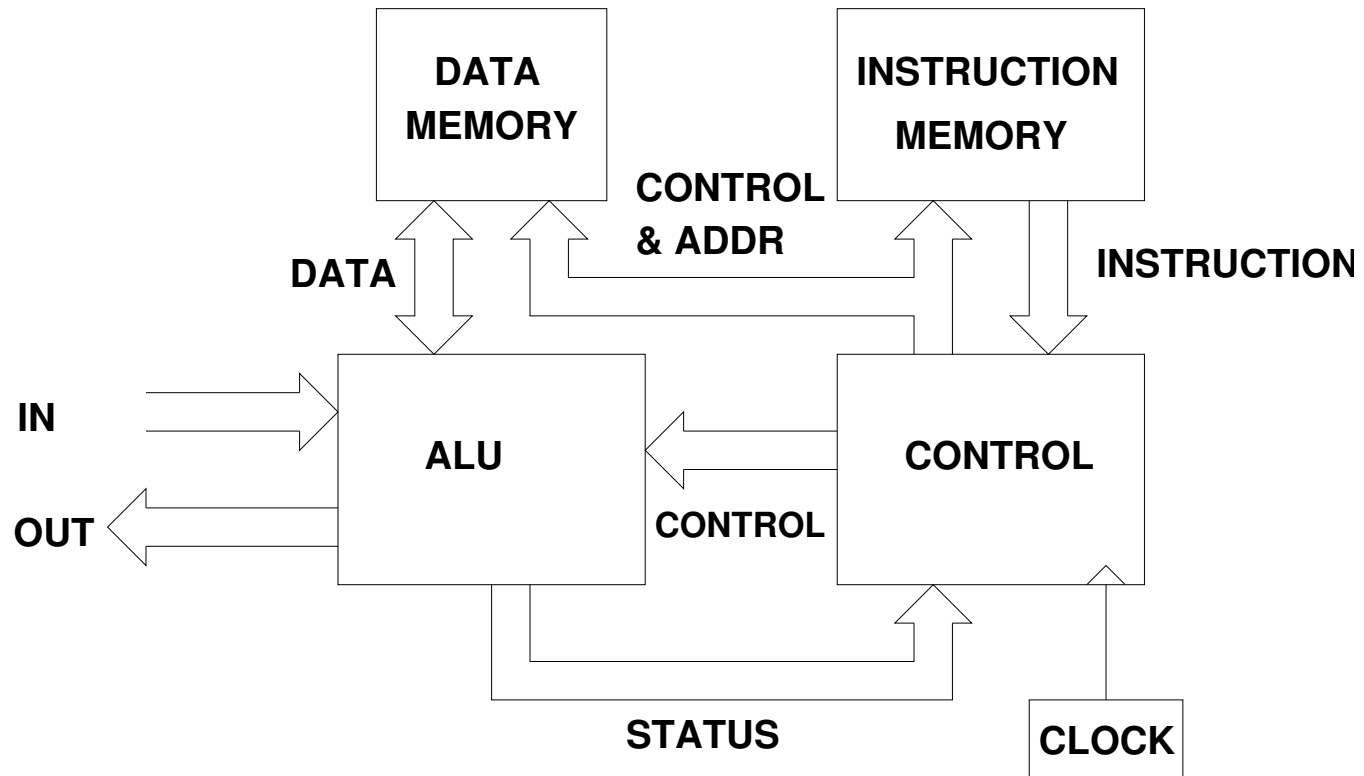 DATA
MEMORY
INSTRUCTION
MEMORY
CONTROL
& ADDR
DATA
INSTRUCTION
IN
ALU
CONTROL
OUT
CONTROL
STATUS
CLOCK